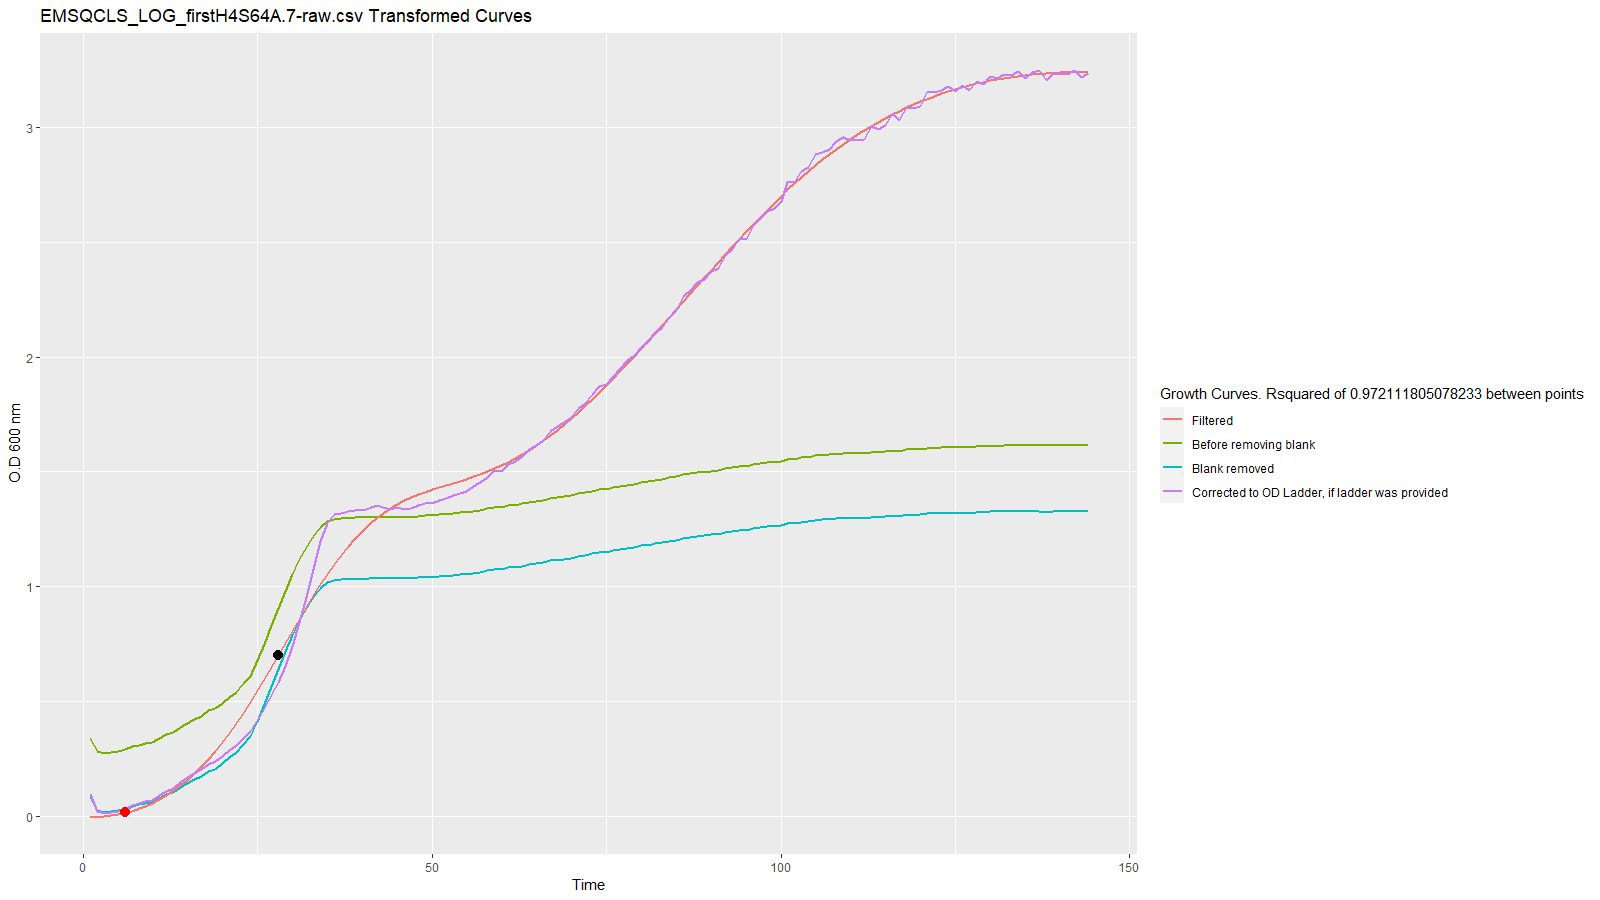 EMSQCLS_LOG_firstH4S64A.7-raw.csv Transformed Curves
O.D 600 nm
3
2
1
0
0
50
100
150
Time
Growth Curves. Rsquared of 0.972111805078233 between points
Filtered
Before removing blank
Blank removed
Corrected to OD Ladder, if ladder was provided